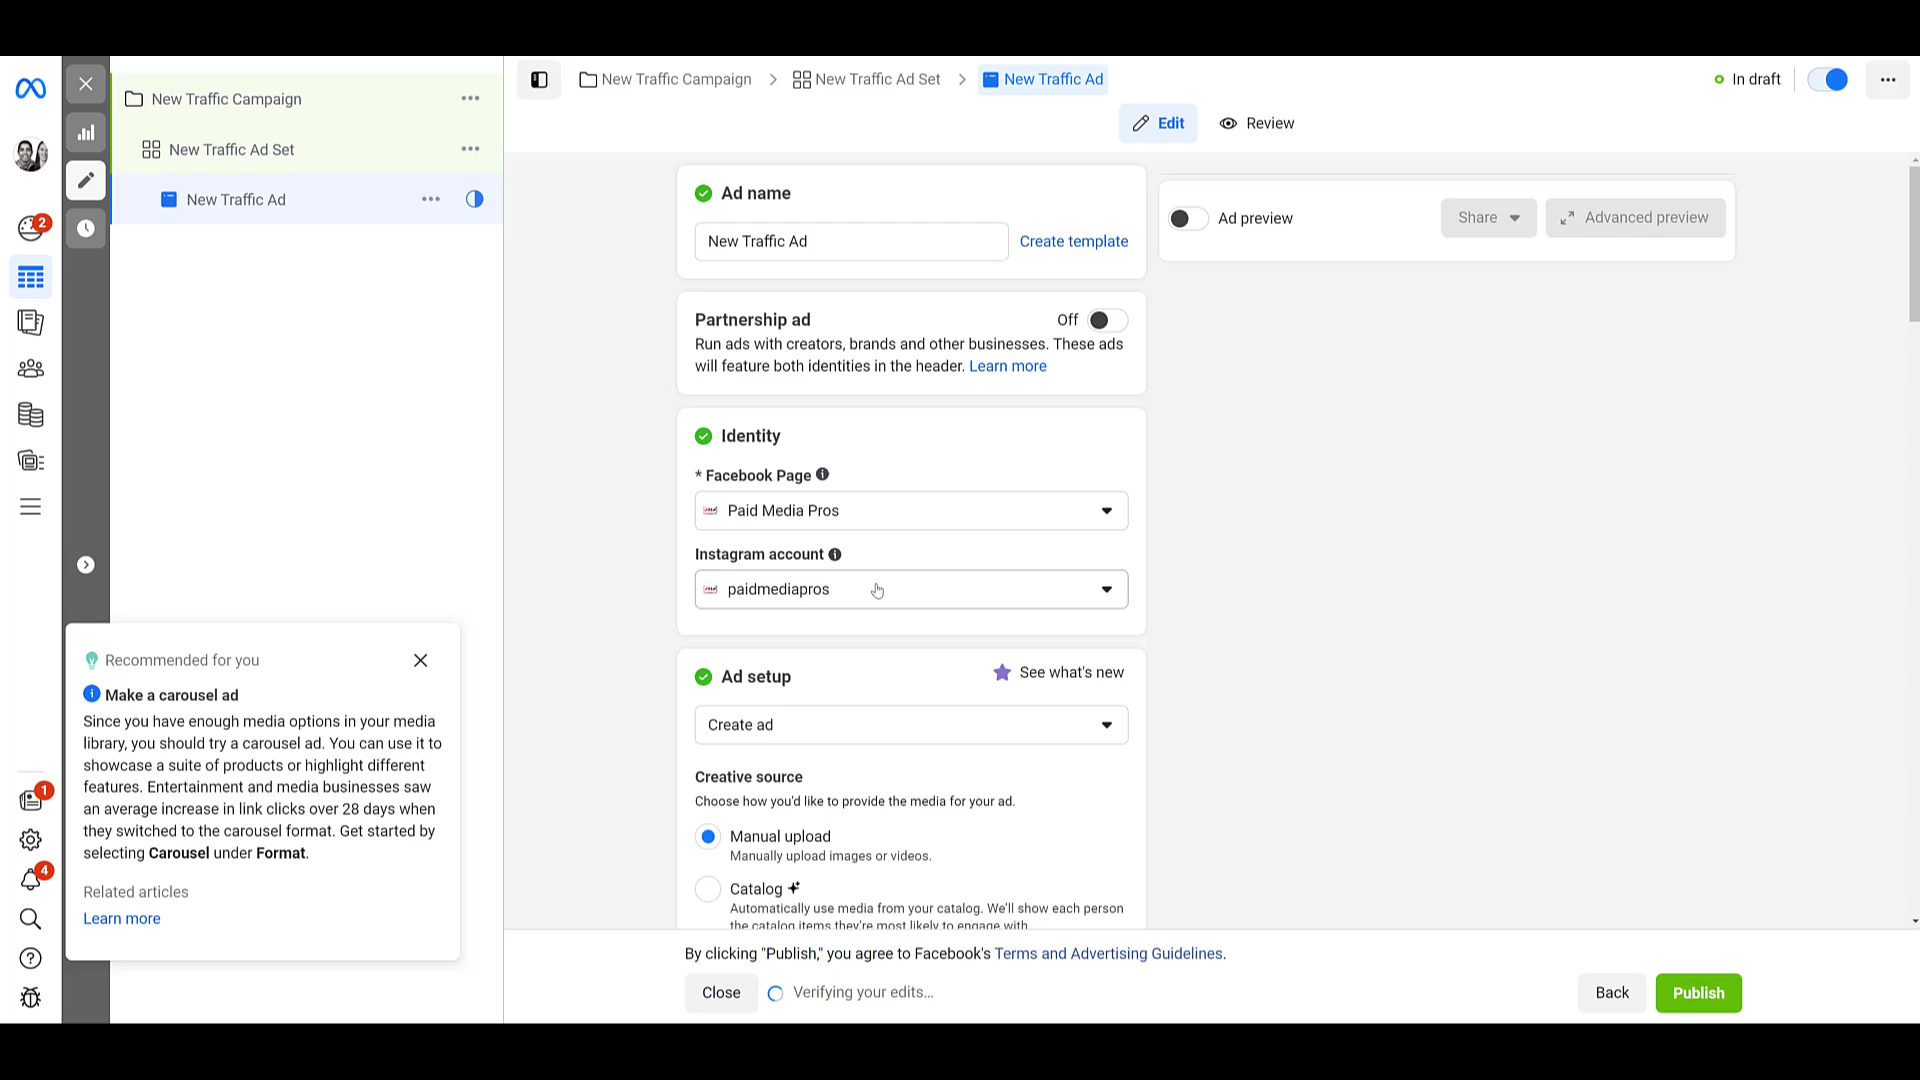 New Traffic Campaign
New Traffic Ad Set
New Traffic Ad
In draft
Edit
Review
New Traffic Campaign
New Traffic Ad Set
New Traffic Ad
2
1
4
Ad name
New Traffic Ad
Create template
Partnership ad
Off
Run ads with creators, brands and other businesses. These ads
will feature both identities in the header. Learn more
Identity
* Facebook Page
Paid Media Pros
Instagram account
paidmediapros
Ad setup
See what's new
Create ad
Creative source
Choose how you'd like to provide the media for your ad.
Manual upload
Manually upload images or videos.
Catalog
Automatically use media from your catalog. We'll show each person
the catalog items they're most likely to engage with.
Ad preview
Share
Advanced preview
Recommended for you
Make a carousel ad
Since you have enough media options in your media
library, you should try a carousel ad. You can use it to
showcase a suite of products or highlight different
features. Entertainment and media businesses saw
an average increase in link clicks over 28 days when
they switched to the carousel format. Get started by
selecting Carousel under Format.
Related articles
Learn more
By clicking "Publish," you agree to Facebook's Terms and Advertising Guidelines.
Close
Verifying your edits...
Back
Publish